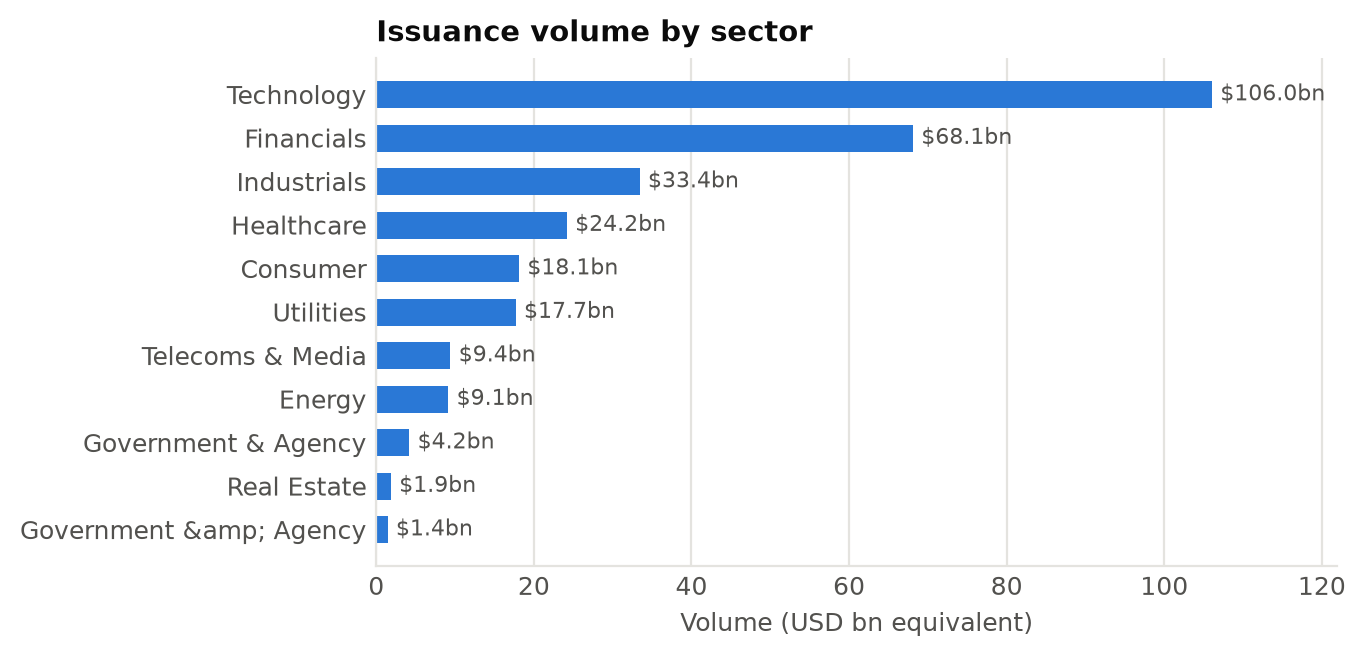 Issuance volume by sector
Technology $106.0bn
Financials $68.1bn
Industrials $33.4bn
Healthcare $24.2bn
Consumer $18.1bn
Utilities $17.7bn
Telecoms & Media $9.4bn
Energy $9.1bn
Government & Agency $4.2bn
Real Estate $1.9bn
Government &amp; Agency $1.4bn
0 20 40 60 80 100 120
Volume (USD bn equivalent)